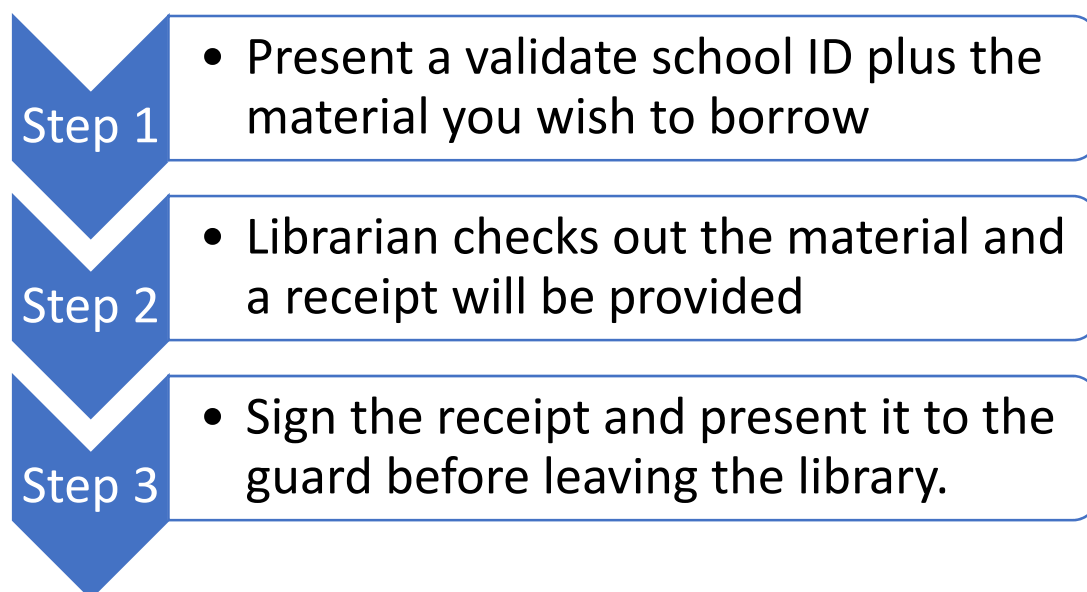 Step 1
• Present a validate school ID plus the
material you wish to borrow
Step 2
• Librarian checks out the material and
a receipt will be provided
Step 3
• Sign the receipt and present it to the
guard before leaving the library.